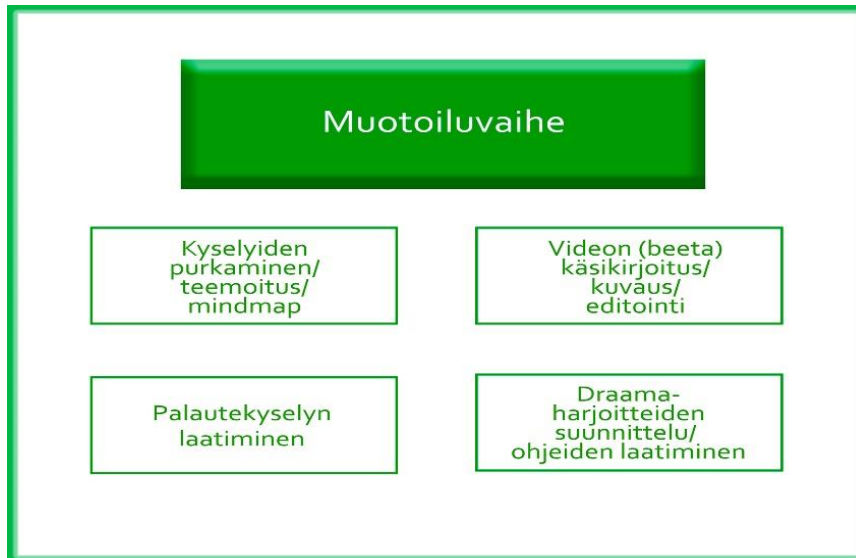 Muotoiluvaihe
Kyselyiden
purkaminen/
teemoitus/
mindmap
Videon (beeta)
käsikirjoitus/
kuvaus/
editointi
Palautekyselyn
laatiminen
Draama-
harjoitteiden
suunnittelu/
ohjeiden laatiminen